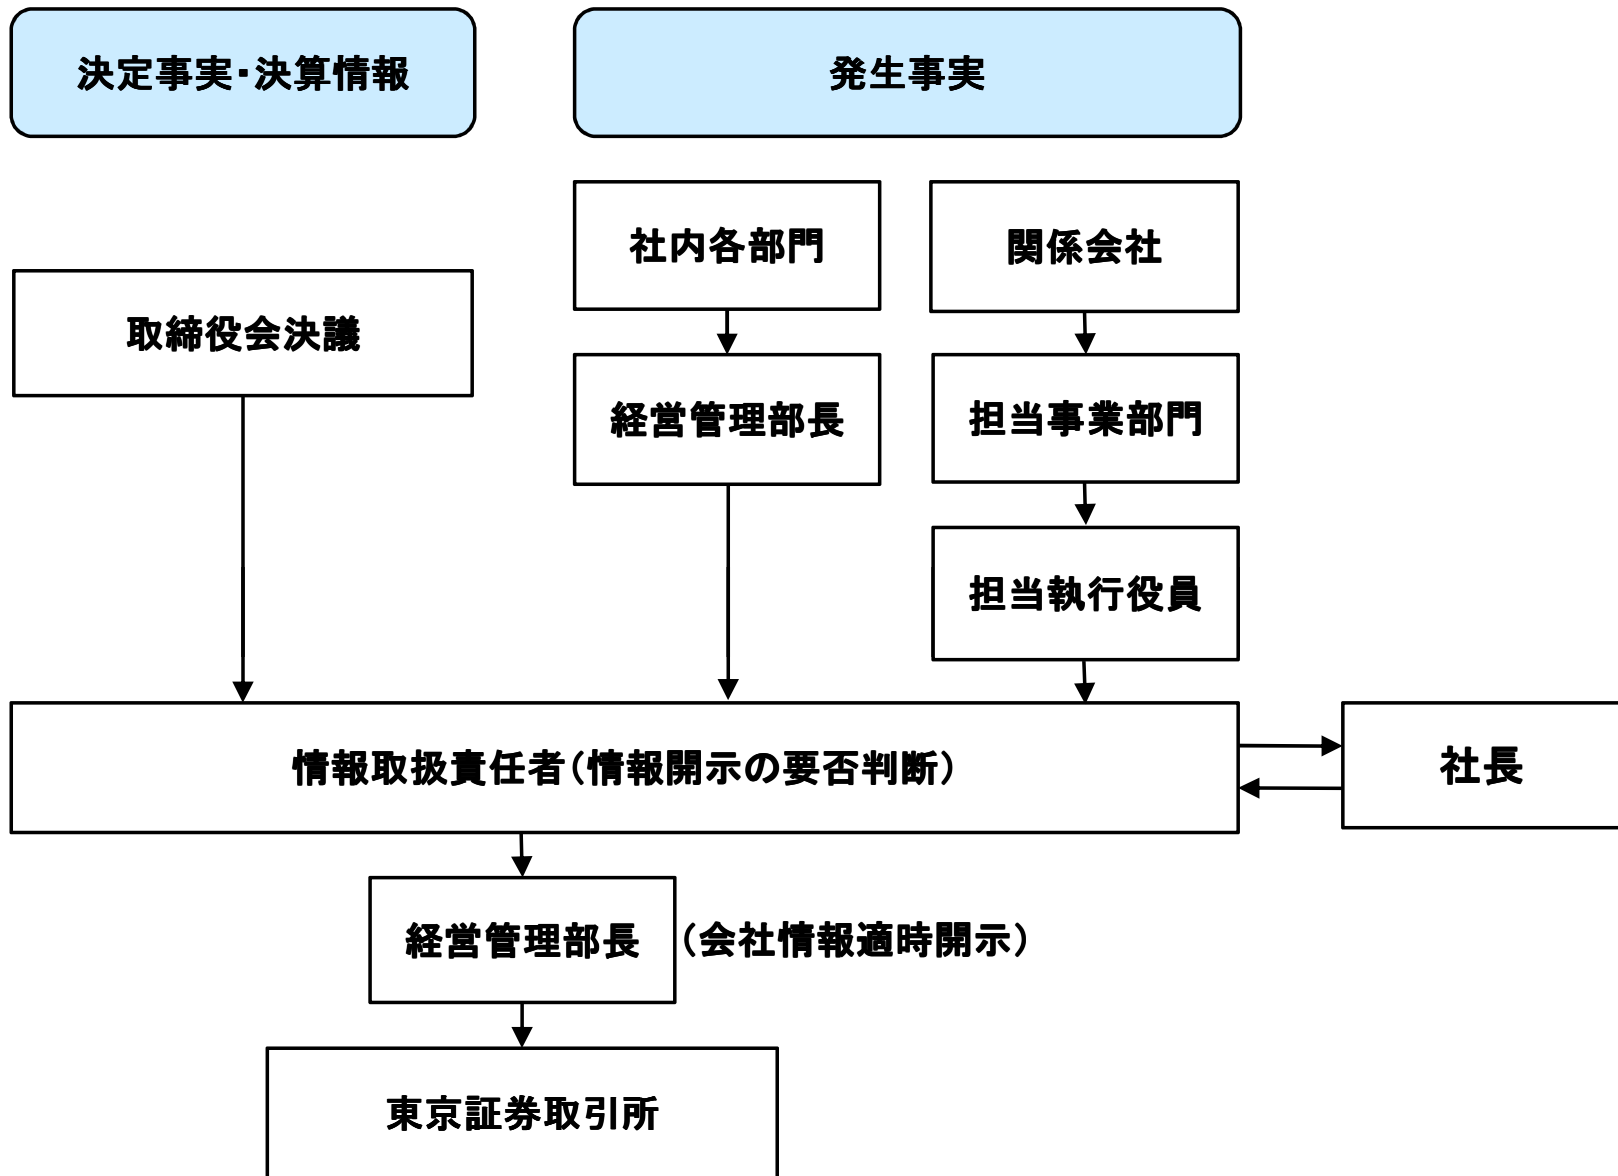 決定事実・決算情報
発生事実
社内各部門
関係会社
取締役会決議
経営管理部長
担当事業部門
担当執行役員
情報取扱責任者(情報開示の要否判断)
社長
経営管理部長
(会社情報適時開示)
東京証券取引所